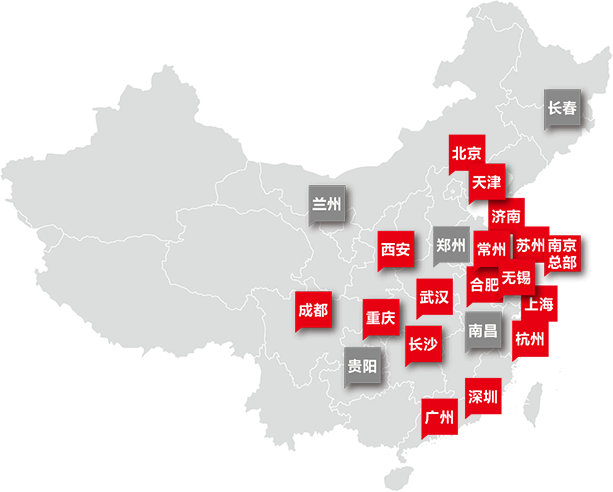 长春
北京
天津
兰州
济南
西安
郑州
常州
苏州
南京
总部
合肥
无锡
武汉
上海
成都
重庆
长沙
南昌
杭州
贵阳
深圳
广州